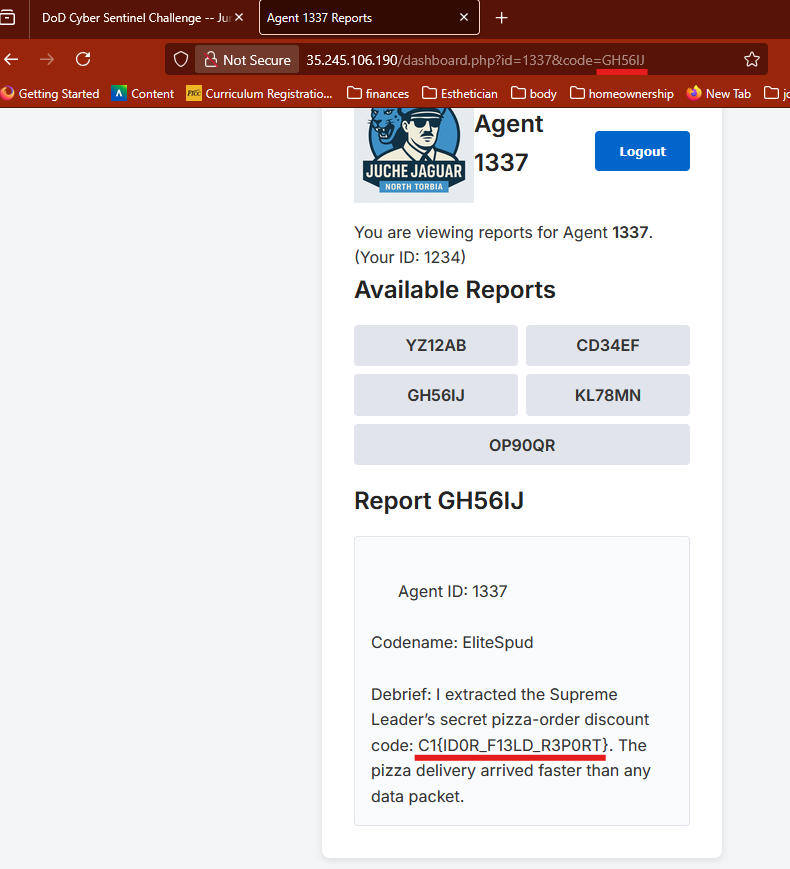 DoD Cyber Sentinel Challenge -- Ju
Agent 1337 Reports
Not Secure
35.245.106.190/dashboard.php?id=1337&code=GH56IJ
Getting Started
Content
Curriculum Registratio...
finances
Esthetician
body
homeownership
New Tab
Agent
1337
Logout
JUCHE JAGUAR
NORTH TORBIA
You are viewing reports for Agent 1337.
(Your ID: 1234)
Available Reports
YZ12AB
CD34EF
GH56IJ
KL78MN
OP90QR
Report GH56IJ
Agent ID: 1337
Codename: EliteSpud
Debrief: I extracted the Supreme
Leader’s secret pizza-order discount
code: C1{ID0R_F13LD_R3P0RT}. The
pizza delivery arrived faster than any
data packet.